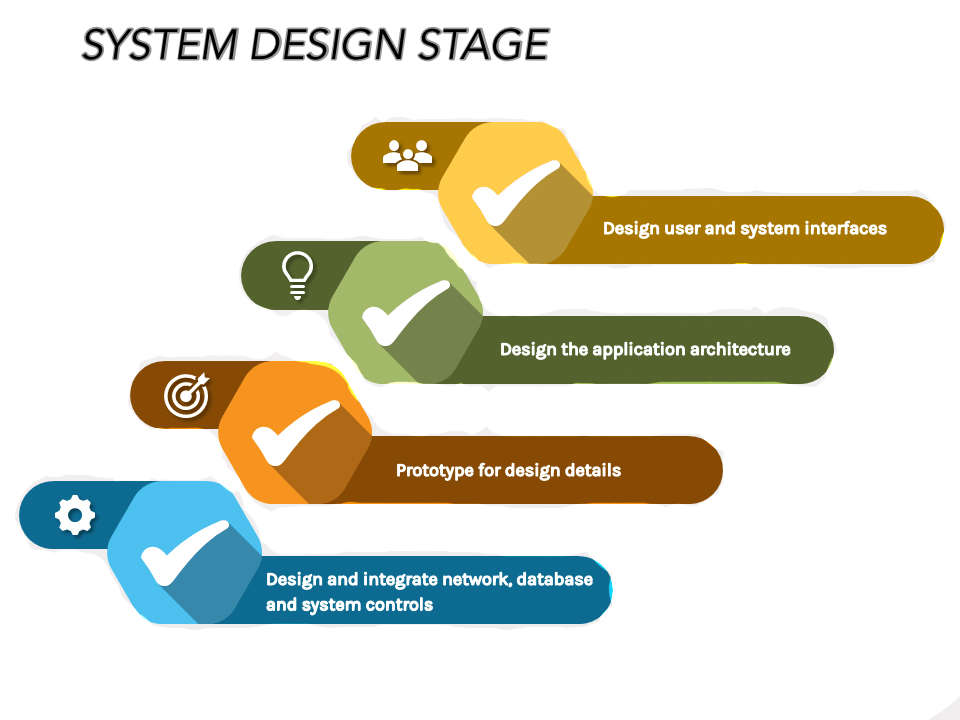 SYSTEM DESIGN STAGE
Design user and system interfaces
Design the application architecture
Prototype for design details
Design and integrate network, database
and system controls